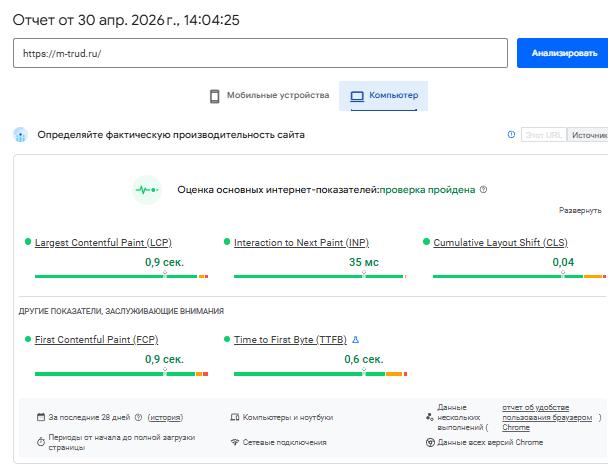 Отчет от 30 апр. 2026 г., 14:04:25
https://m-trud.ru/
Анализировать
Мобильные устройства
Компьютер
Определяйте фактическую производительность сайта
Этот URL
Источник
Оценка основных интернет-показателей:проверка пройдена
Развернуть
Largest Contentful Paint (LCP)
0,9 сек.
Interaction to Next Paint (INP)
35 мс
Cumulative Layout Shift (CLS)
0,04
ДРУГИЕ ПОКАЗАТЕЛИ, ЗАСЛУЖИВАЮЩИЕ ВНИМАНИЯ
First Contentful Paint (FCP)
0,9 сек.
Time to First Byte (TTFB)
0,6 сек.
За последние 28 дней (история)
Компьютеры и ноутбуки
Данные
нескольких
выполнений (
отчет об удобстве
пользования браузером
Chrome
)
Периоды от начала до полной загрузки
страницы
Сетевые подключения
Данные всех версий Chrome